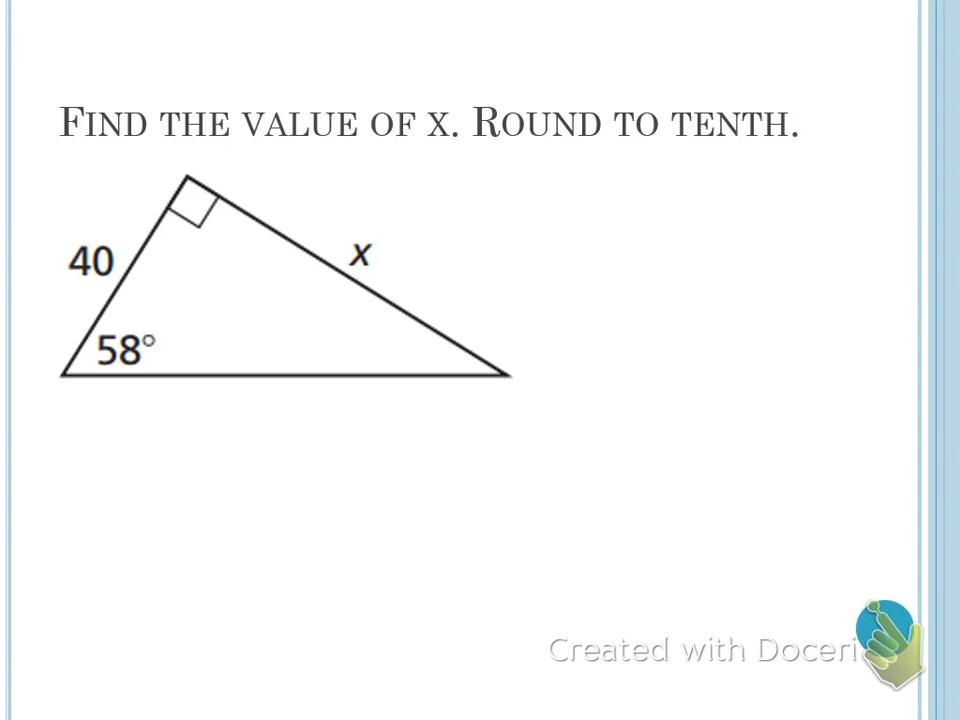 FIND THE VALUE OF X. ROUND TO TENTH.
40
x
58°
Created with Doceri